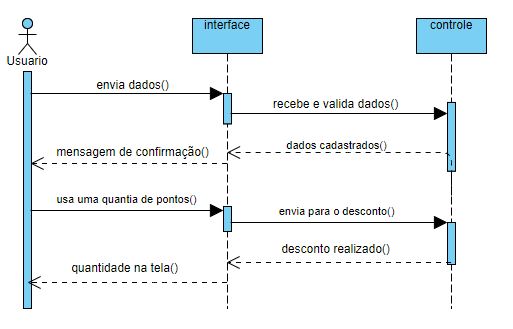 interface
controle
Usuario
envia dados()
recebe e valida dados()
dados cadastrados()
mensagem de confirmação()
usa uma quantia de pontos()
envia para o desconto()
desconto realizado()
quantidade na tela()